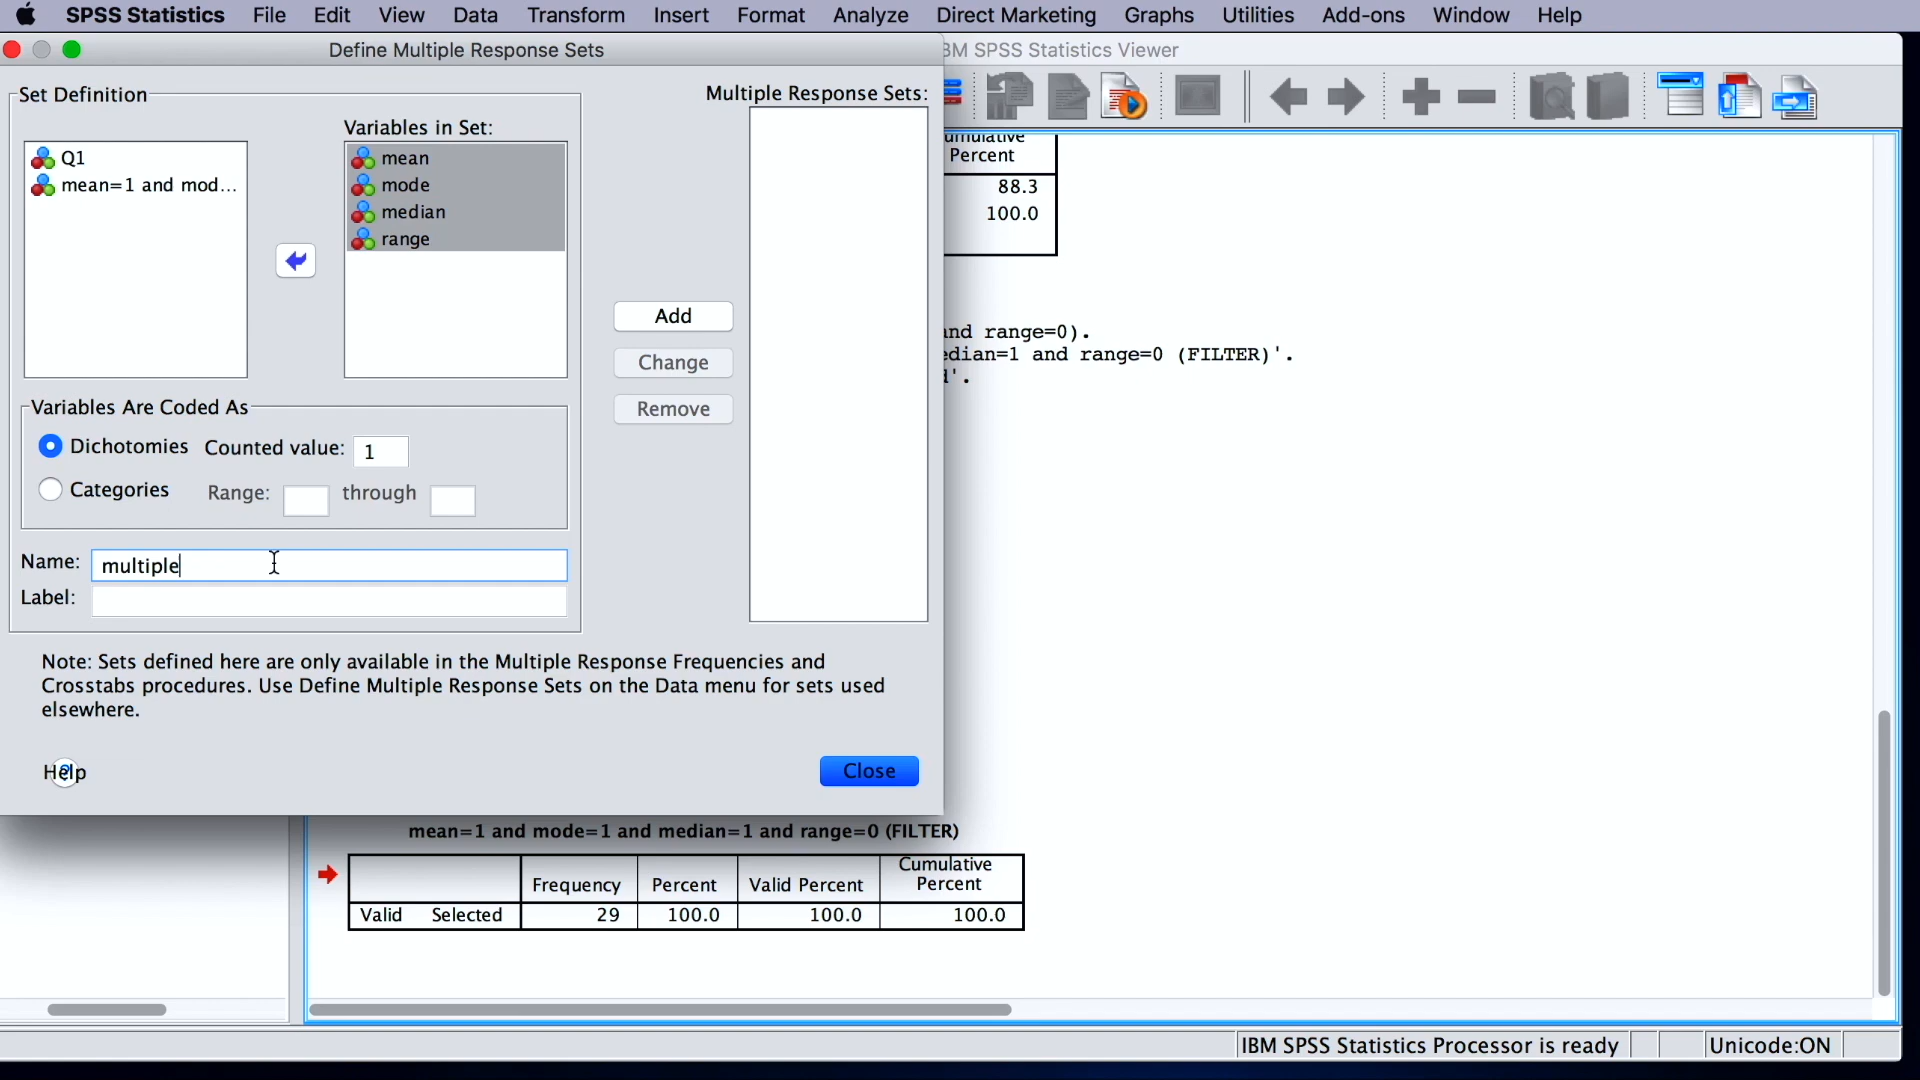 SPSS Statistics File Edit View Data Transform Insert Format Analyze Direct Marketing Graphs Utilities Add-ons Window Help
Define Multiple Response Sets
IBM SPSS Statistics Viewer
Set Definition
Multiple Response Sets:
Variables in Set:
Q1
mean=1 and mod...
mean
mode
median
range
Add
Change
Remove
Variables Are Coded As
Dichotomies Counted value: 1
Categories Range: through
Name: multiple
Label:
Note: Sets defined here are only available in the Multiple Response Frequencies and
Crosstabs procedures. Use Define Multiple Response Sets on the Data menu for sets used
elsewhere.
Help
Close
Cumulative
Percent
88.3
100.0
and range=0).
edian=1 and range=0 (FILTER)'.
d'.
mean=1 and mode=1 and median=1 and range=0 (FILTER)
Frequency Percent Valid Percent Cumulative Percent
Valid Selected 29 100.0 100.0 100.0
IBM SPSS Statistics Processor is ready Unicode:ON